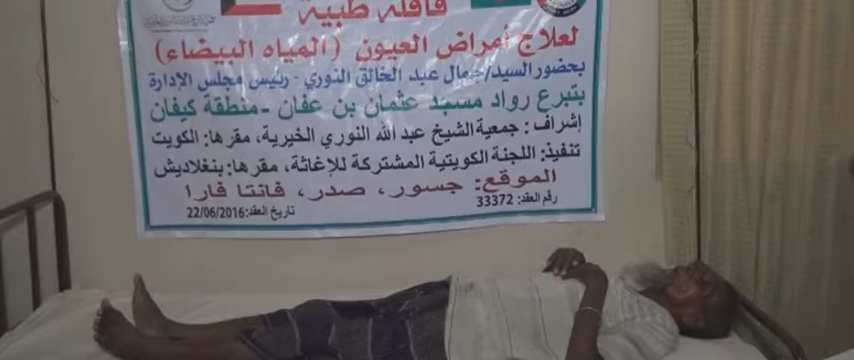 قافلة طبية
لعلاج أمراض العيون (المياه البيضاء)
بحضور السيد/جمال عبد الخالق النوري - رئيس مجلس الإدارة
بتبرع رواد مسجد عثمان بن عفان - منطقة كيفان
إشراف: جمعية الشيخ عبد الله النوري الخيرية، مقرها: الكويت
تنفيذ: اللجنة الكويتية المشتركة للإغاثة، مقرها: بنغلاديش
الموقع: جسور، صدر، فانتا فارا
رقم العقد: 33372
تاريخ العقد: 22/06/2016